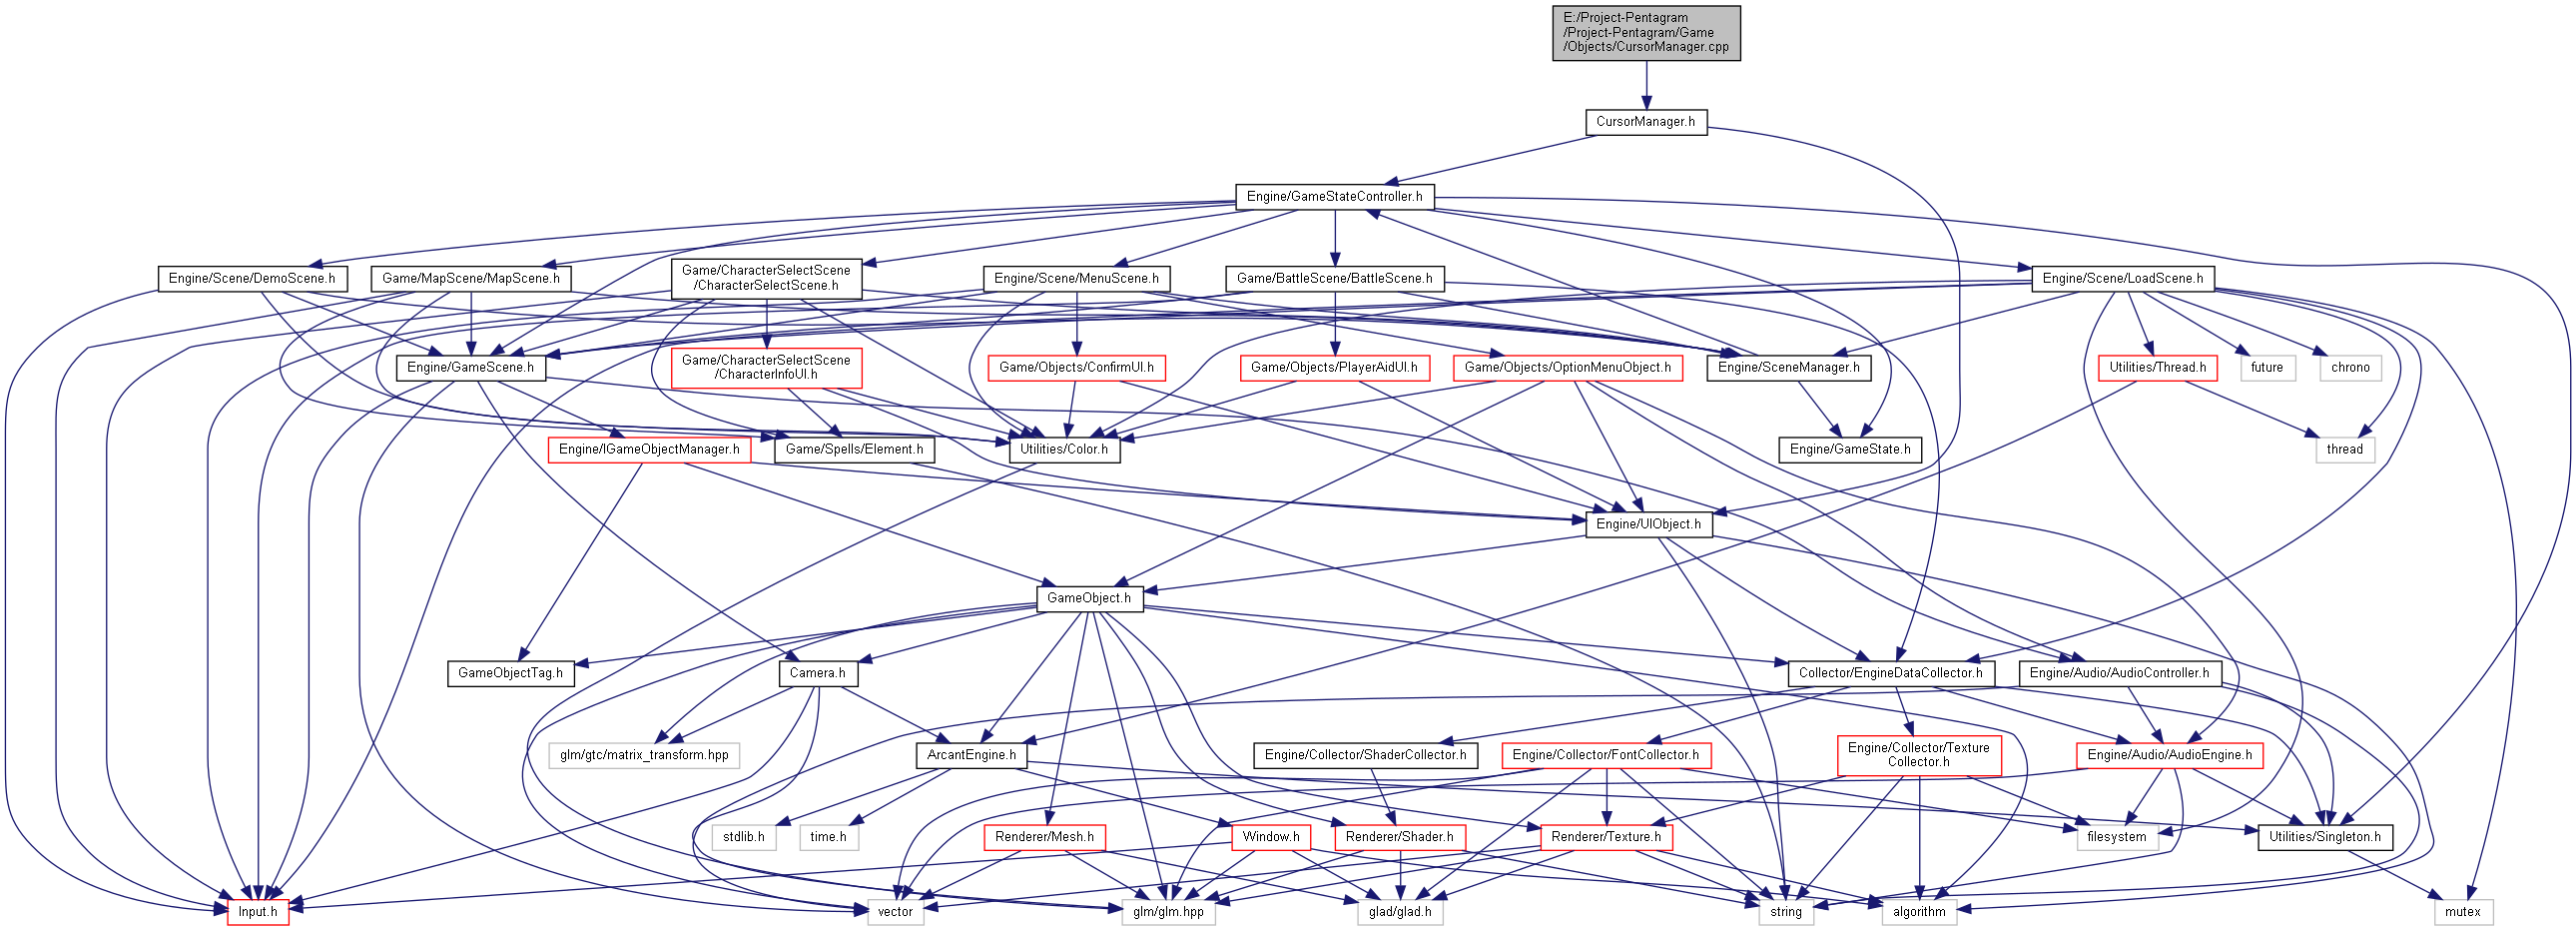 E:/Project-Pentagram
/Project-Pentagram/Game
/Objects/CursorManager.cpp
CursorManager.h
Engine/GameStateController.h
Engine/Scene/DemoScene.h
Game/MapScene/MapScene.h
Game/CharacterSelectScene
/CharacterSelectScene.h
Engine/Scene/MenuScene.h
Game/BattleScene/BattleScene.h
Engine/Scene/LoadScene.h
Engine/GameScene.h
Game/CharacterSelectScene
/CharacterInfoUI.h
Game/Objects/ConfirmUI.h
Game/Objects/PlayerAidUI.h
Game/Objects/OptionMenuObject.h
Engine/SceneManager.h
Utilities/Thread.h
future
chrono
Engine/IGameObjectManager.h
Game/Spells/Element.h
Utilities/Color.h
Engine/GameState.h
thread
Engine/UIObject.h
GameObject.h
GameObjectTag.h
Camera.h
Collector/EngineDataCollector.h
Engine/Audio/AudioController.h
glm/gtc/matrix_transform.hpp
ArcantEngine.h
Engine/Collector/ShaderCollector.h
Engine/Collector/FontCollector.h
Engine/Collector/Texture
Collector.h
Engine/Audio/AudioEngine.h
stdlib.h
time.h
Renderer/Mesh.h
Window.h
Renderer/Shader.h
Renderer/Texture.h
filesystem
Utilities/Singleton.h
Input.h
vector
glm/glm.hpp
glad/glad.h
string
algorithm
mutex